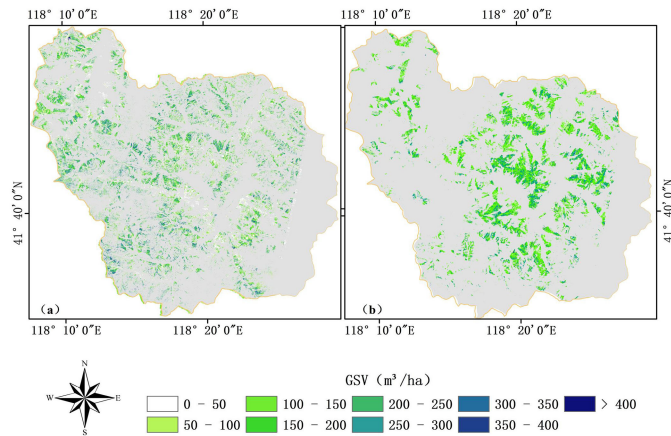 118° 10′0″E 118° 20′0″E 118° 10′0″E 118° 20′0″E
41° 40′0″N 41° 40′0″N
(a) (b)
118° 10′0″E 118° 20′0″E 118° 10′0″E 118° 20′0″E
N
W E
S
GSV (m³/ha)
0 - 50 100 - 150 200 - 250 300 - 350 > 400
50 - 100 150 - 200 250 - 300 350 - 400